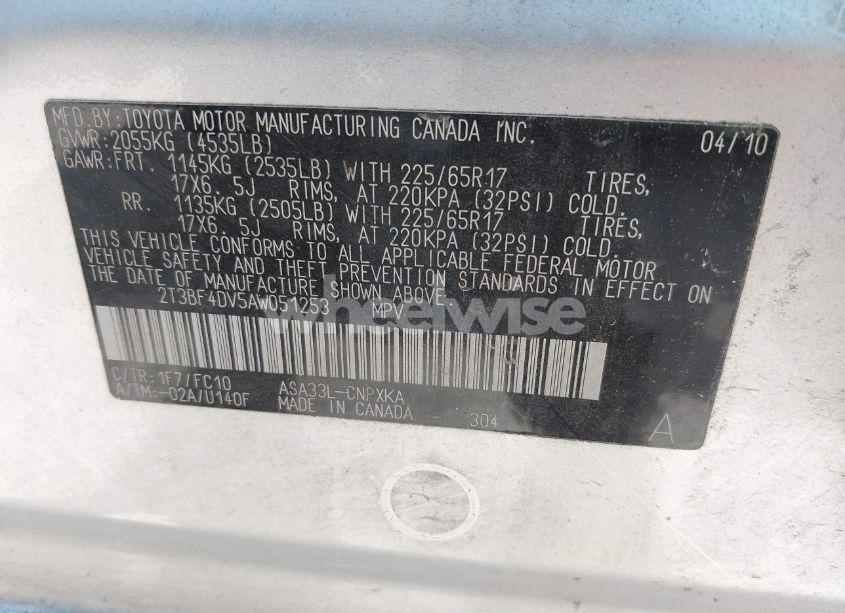 MFD BY:TOYOTA MOTOR MANUFACTURING CANADA INC. 04/10
GVWR:2055KG (4535LB)
GAWR:FRT. 1145KG (2535LB) WITH 225/65R17 TIRES,
17X6. 5J RIMS, AT 220KPA (32PSI) COLD.
RR. 1135KG (2505LB) WITH 225/65R17 TIRES,
17X6. 5J RIMS, AT 220KPA (32PSI) COLD.
THIS VEHICLE CONFORMS TO ALL APPLICABLE FEDERAL MOTOR
VEHICLE SAFETY AND THEFT PREVENTION STANDARDS IN EFFECT ON
THE DATE OF MANUFACTURE SHOWN ABOVE.
2T3BF4DV5AW051253 MPV
wheelwise
C/TR:1F7/FC10 ASA33L-CNPXKA
A/TM:-02A/U140F MADE IN CANADA 304 A